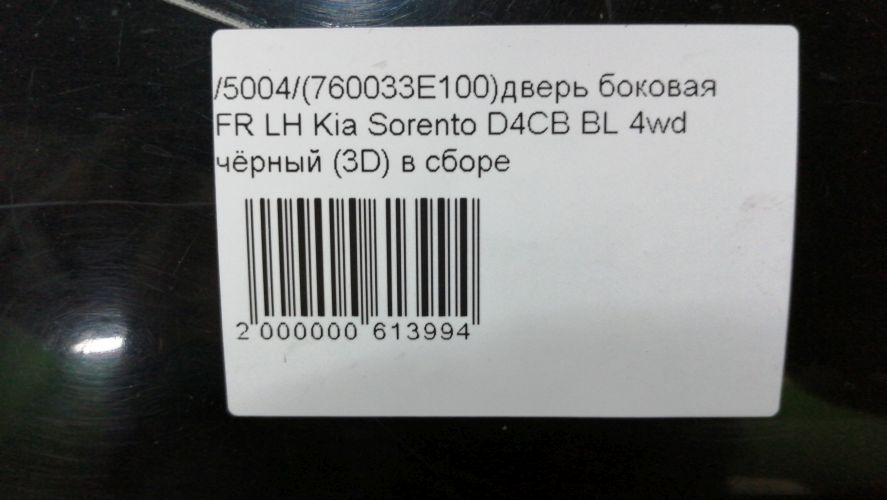 /5004/(760033E100)дверь боковая
FR LH Kia Sorento D4CB BL 4wd
чёрный (3D) в сборе
2 000000 613994